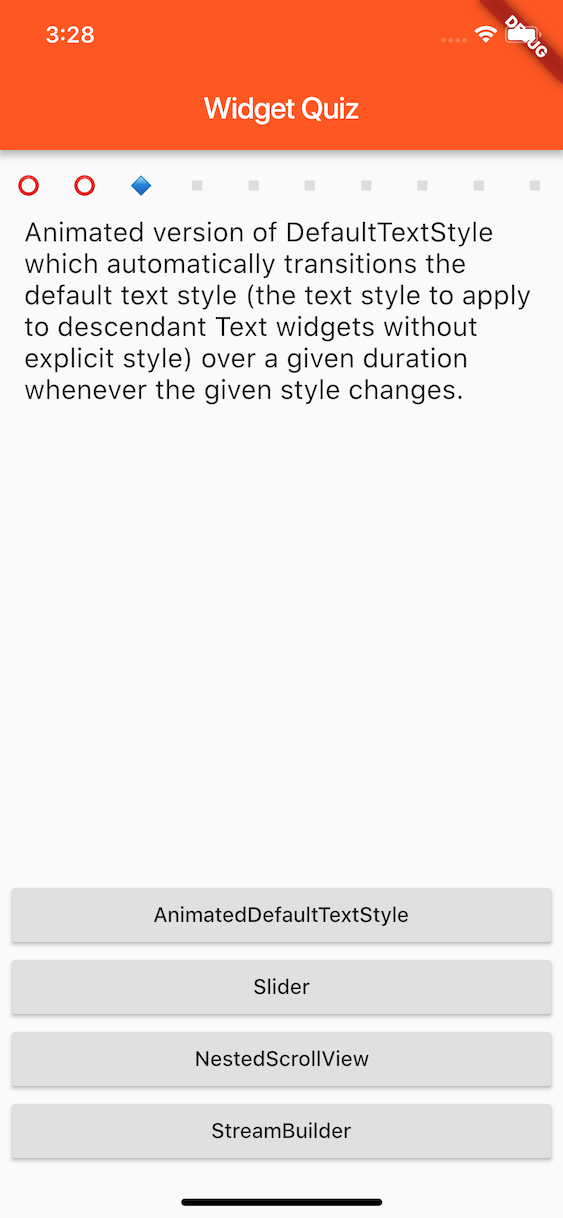 3:28
DEBUG
Widget Quiz
Animated version of DefaultTextStyle
which automatically transitions the
default text style (the text style to apply
to descendant Text widgets without
explicit style) over a given duration
whenever the given style changes.
AnimatedDefaultTextStyle
Slider
NestedScrollView
StreamBuilder